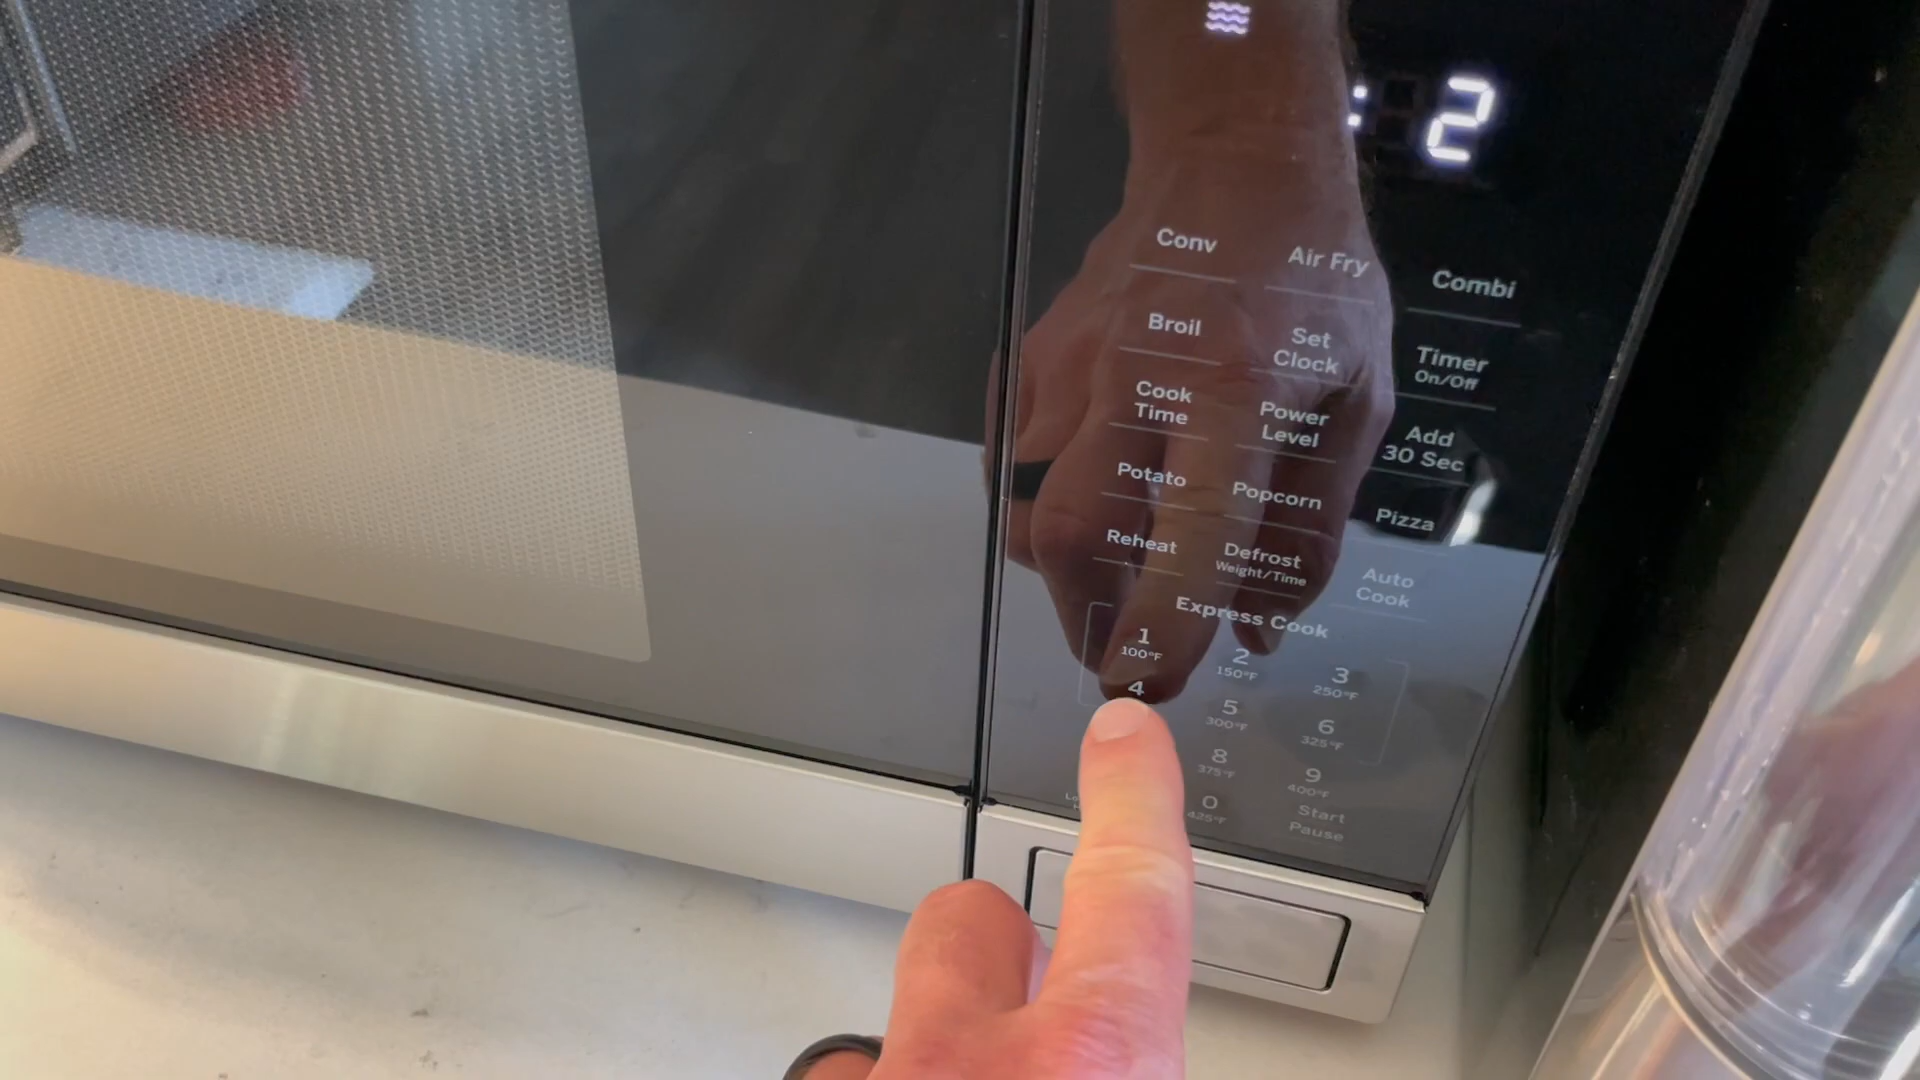 : 2
Conv
Air Fry
Combi
Broil
Set
Clock
Timer
On/Off
Cook
Time
Power
Level
Add
30 Sec
Potato
Popcorn
Pizza
Reheat
Defrost
Weight/Time
Auto
Cook
Express Cook
1
100°F
2
150°F
3
250°F
4
5
300°F
6
325°F
8
375°F
9
400°F
0
425°F
Start
Pause